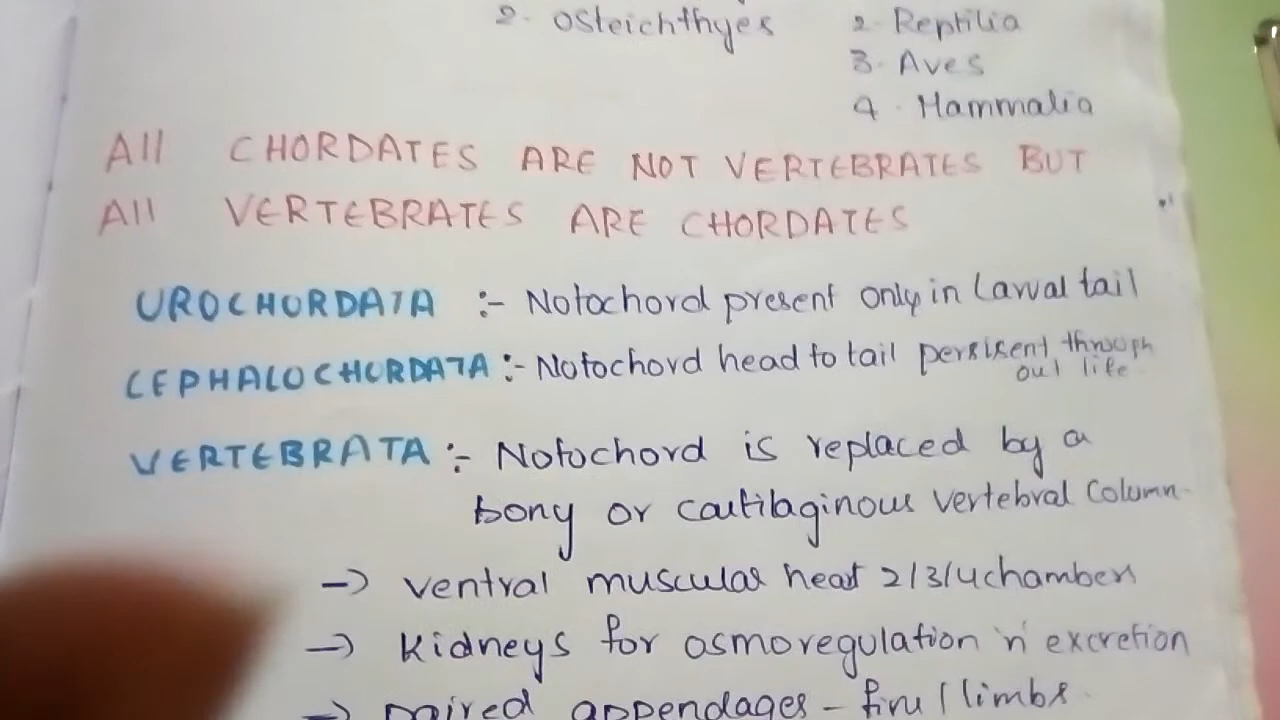 2. Osteichthyes 2. Reptilia
3. Aves
4. Mammalia
All CHORDATES ARE NOT VERTEBRATES BUT
All VERTEBRATES ARE CHORDATES
UROCHORDATA :- Notochord present only in Larval tail
CEPHALOCHORDATA :- Notochord head to tail persisent through
out life
VERTEBRATA :- Notochord is replaced by a
bony or cartilaginous vertebral Column
→ ventral muscular heart 2/3/4 chambers
→ Kidneys for osmoregulation 'n' excretion
→ paired appendages - fins / limbs